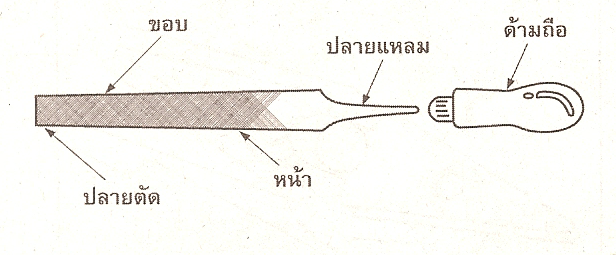 ขอบ
ปลายแหลม
ด้ามถือ
หน้า
ปลายตัด